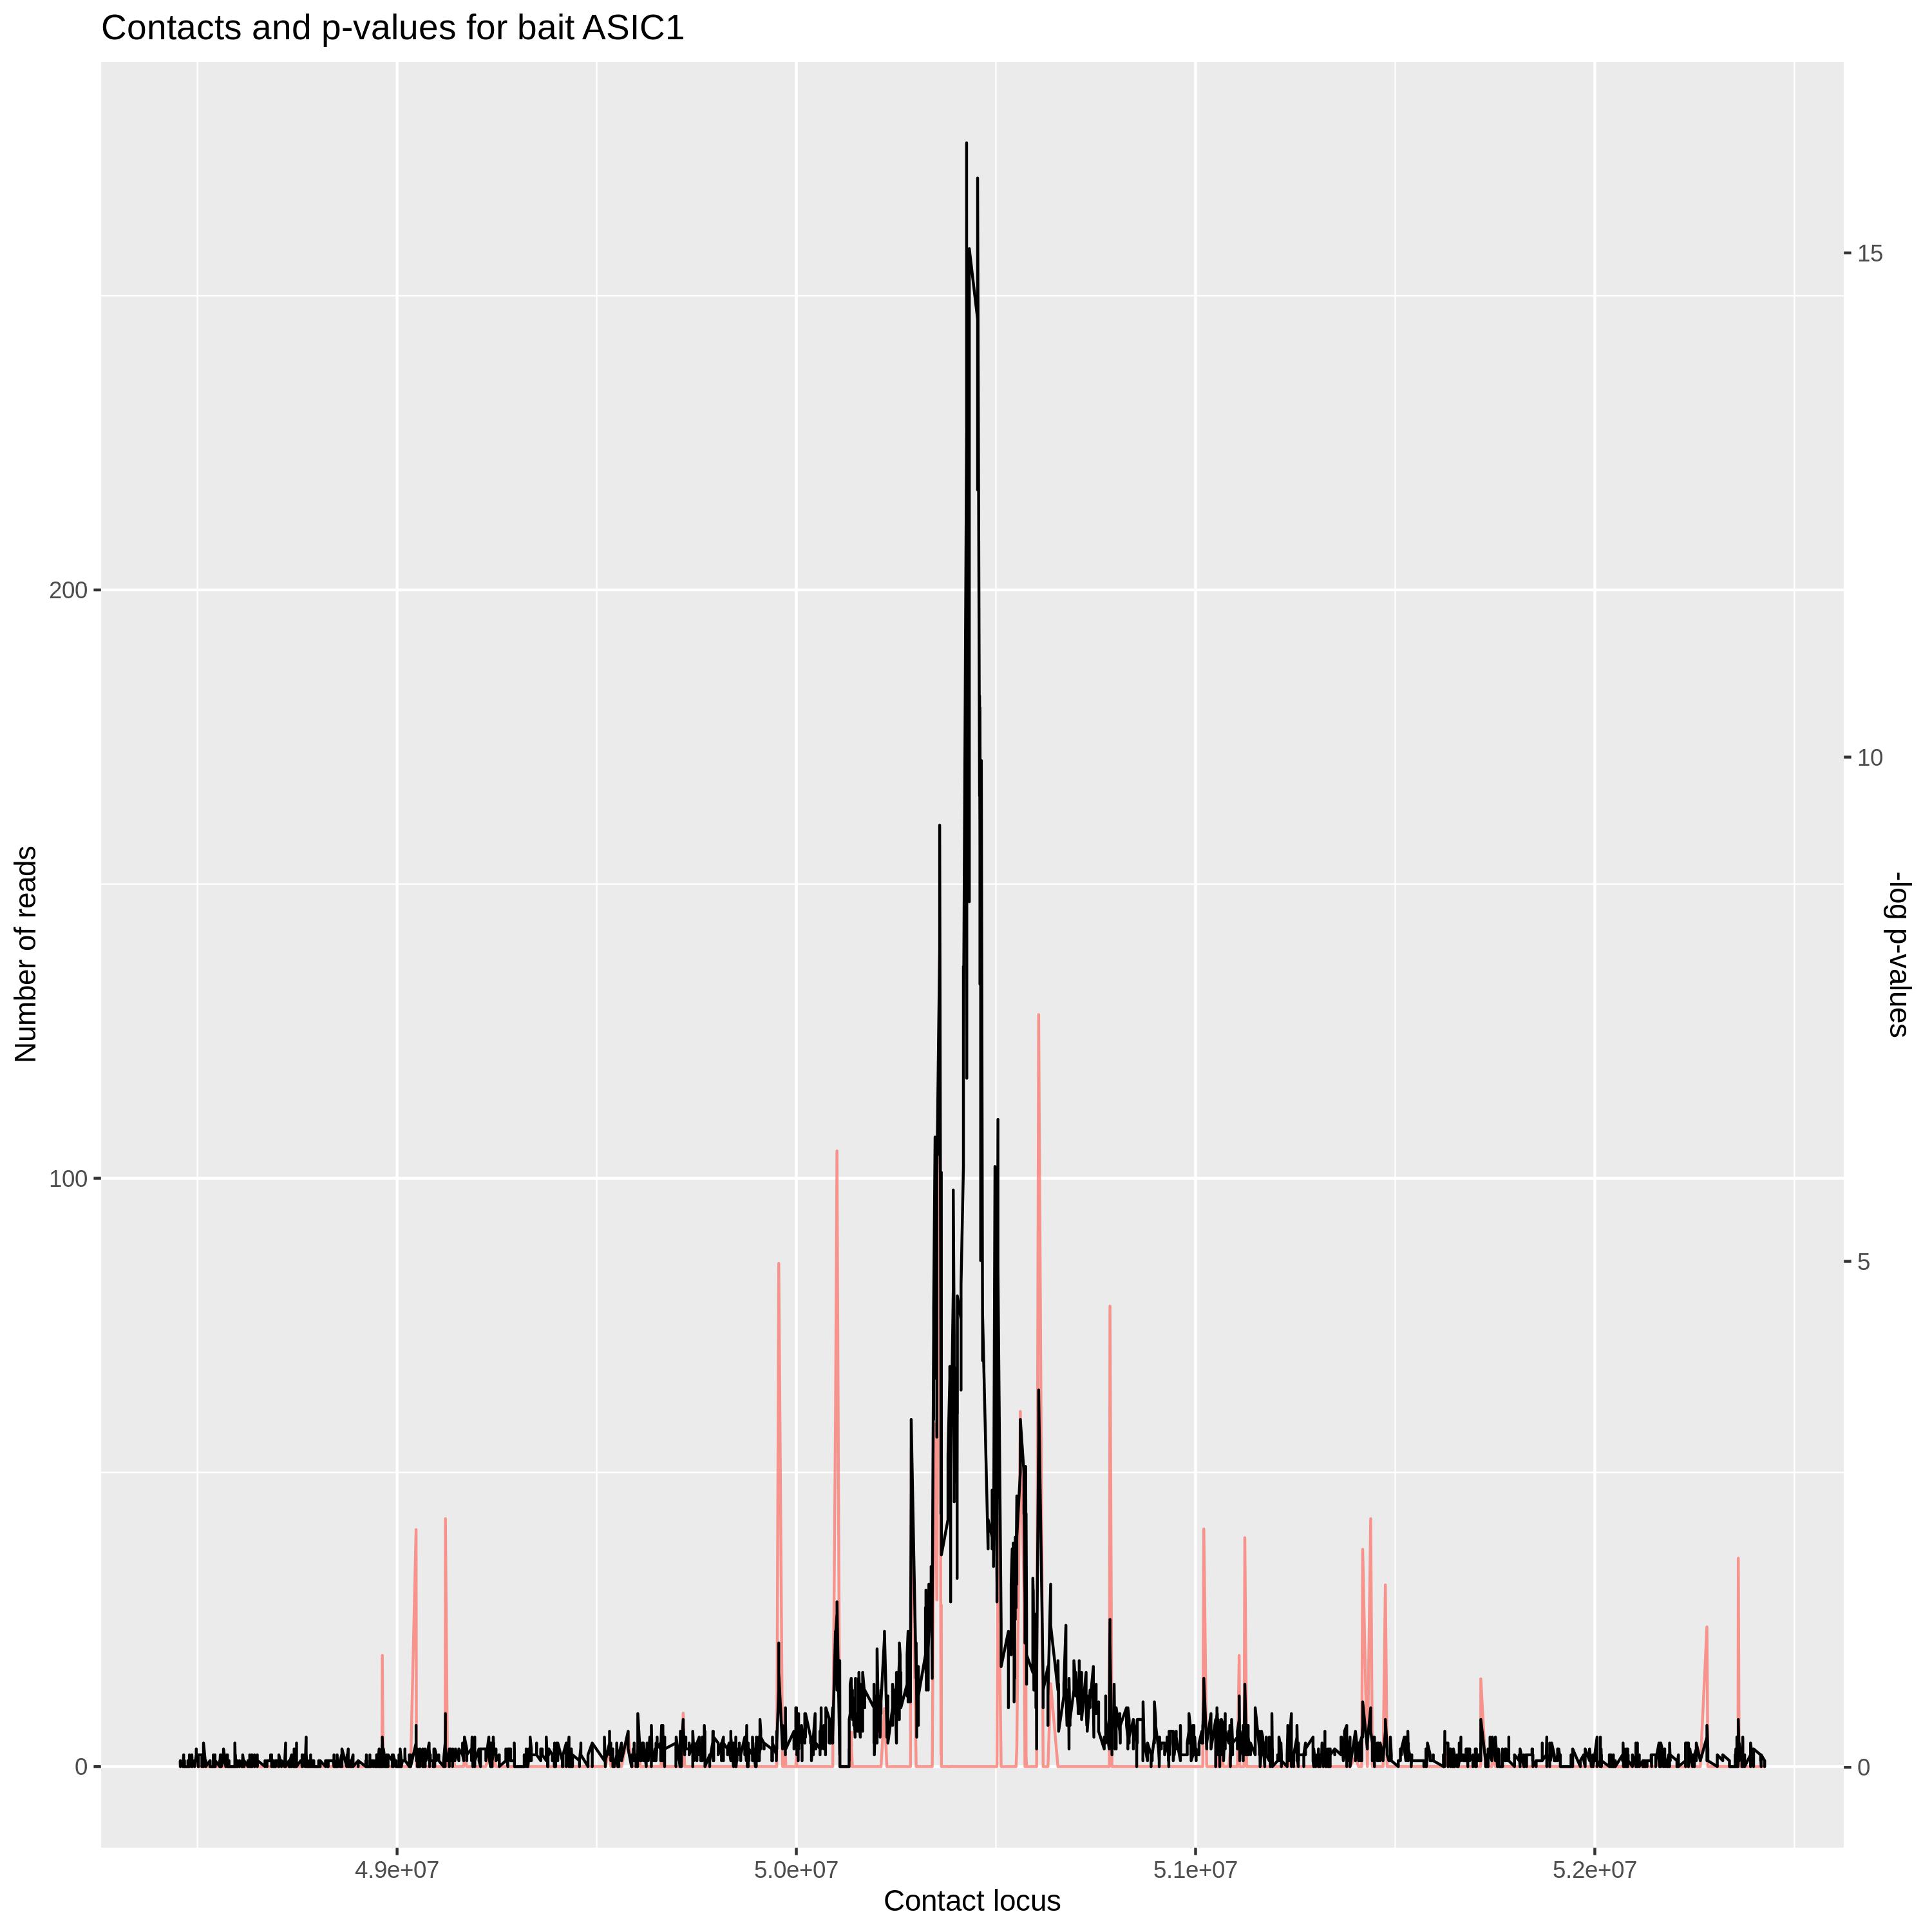 Contacts and p-values for bait ASIC1
Number of reads
200
100
0
15
10
5
0
-log p-values
4.9e+07
5.0e+07
5.1e+07
5.2e+07
Contact locus